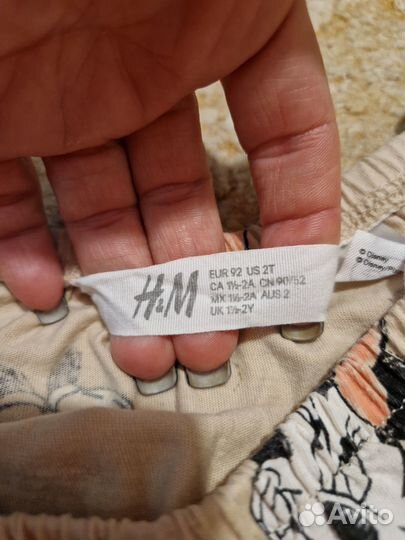 H&M
EUR 92 US 2T
CA 1½-2A CN 90/52
MX 1½-2A AUS 2
UK 1½-2Y
© Disney
© Disney/
Avito